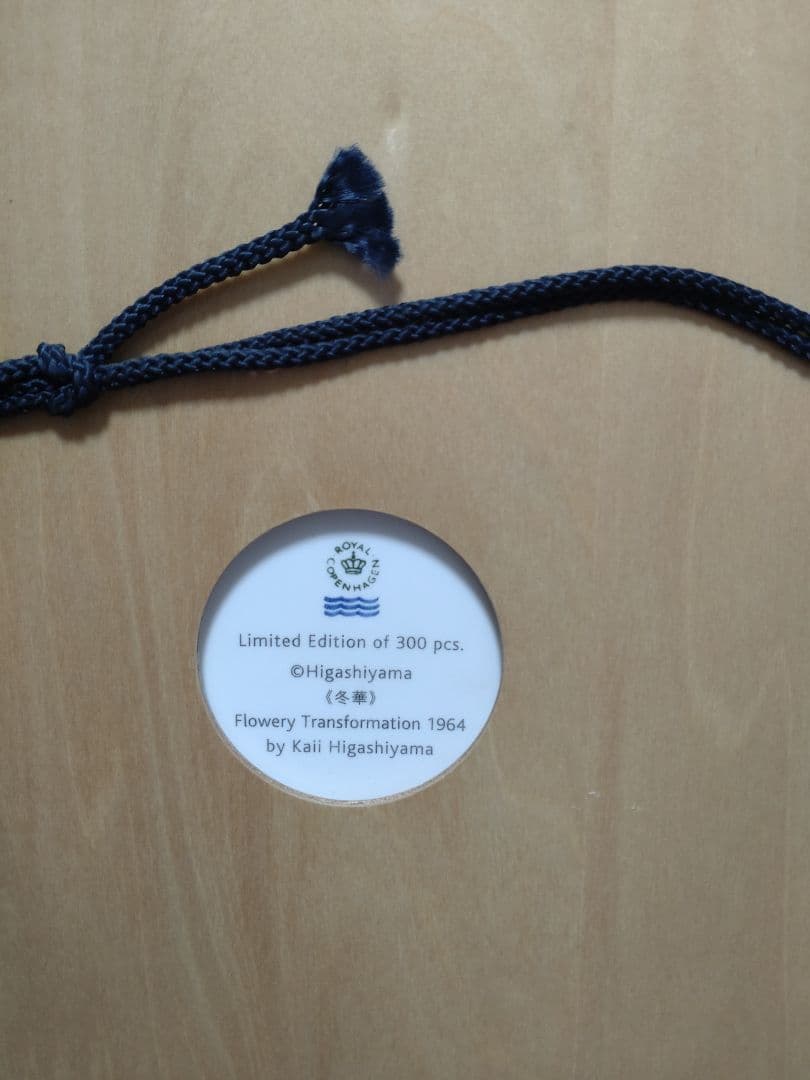 ROYAL COPENHAGEN
Limited Edition of 300 pcs.
©Higashiyama
《冬華》
Flowery Transformation 1964
by Kaii Higashiyama